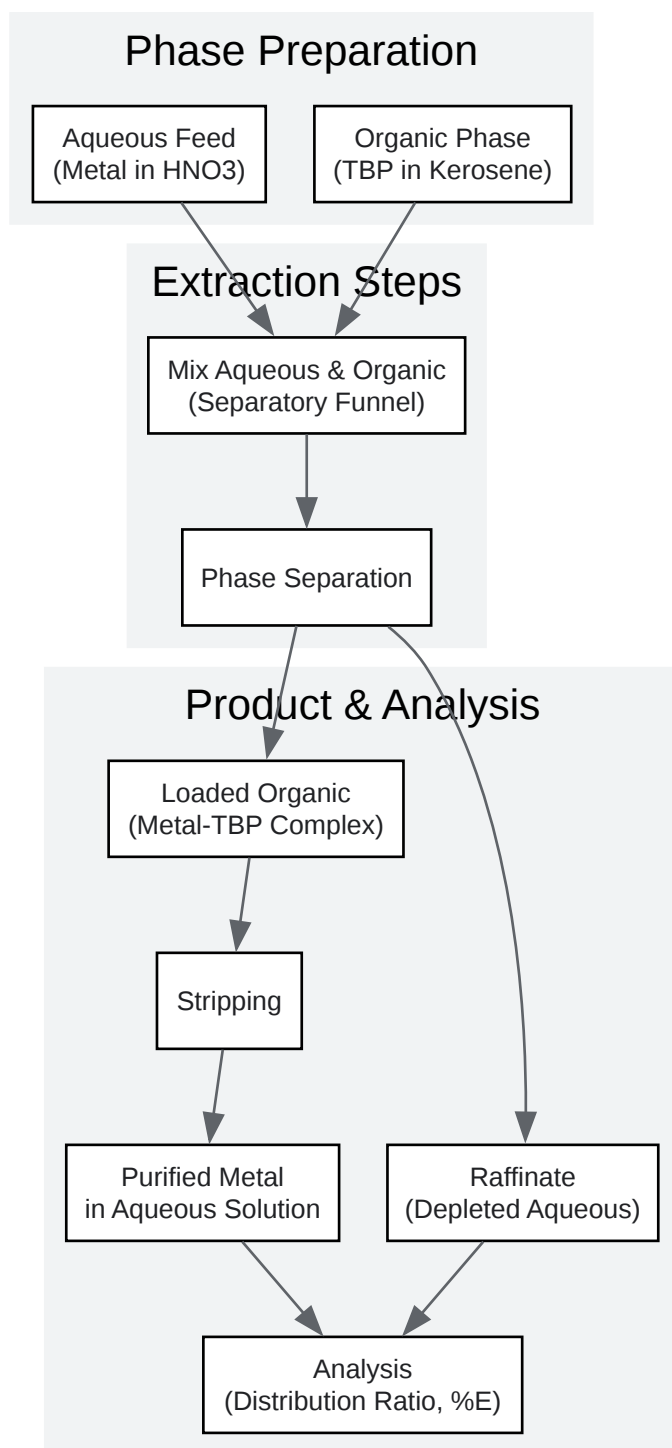 Phase Preparation
Aqueous Feed
(Metal in HNO3)
Organic Phase
(TBP in Kerosene)
Extraction Steps
Mix Aqueous & Organic
(Separatory Funnel)
Phase Separation
Product & Analysis
Loaded Organic
(Metal-TBP Complex)
Stripping
Purified Metal
in Aqueous Solution
Raffinate
(Depleted Aqueous)
Analysis
(Distribution Ratio, %E)